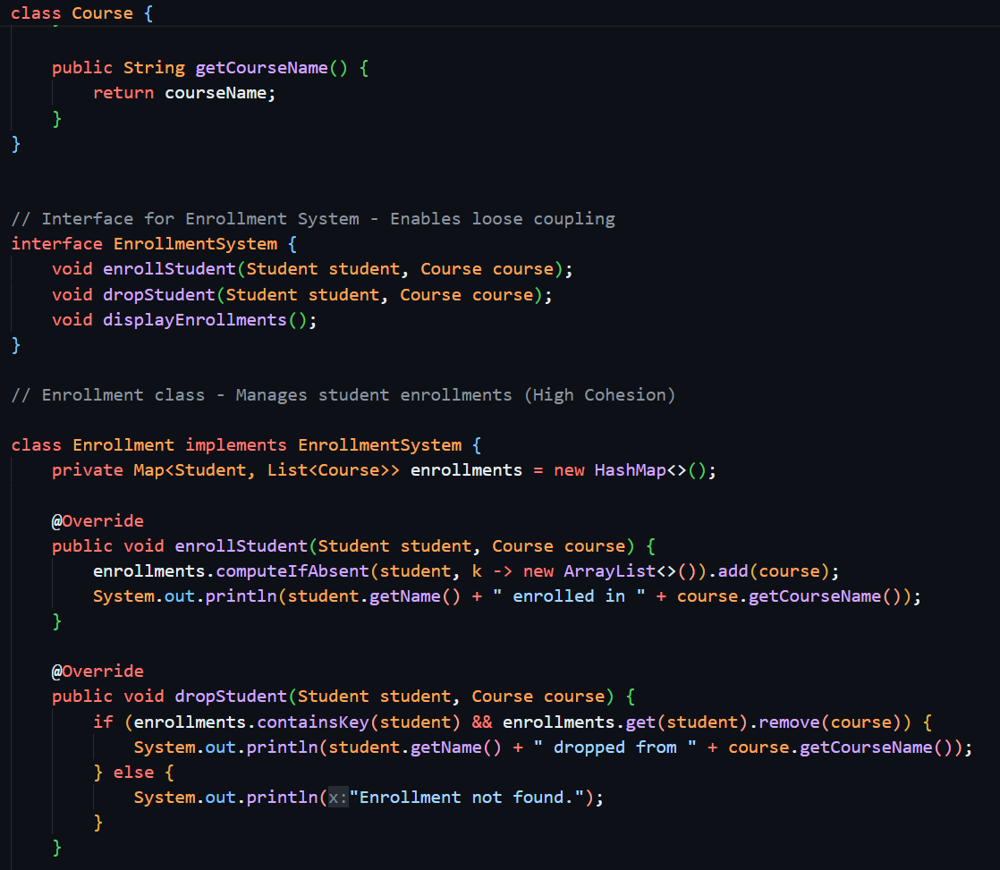 class Course {
    public String getCourseName() {
        return courseName;
    }
}
// Interface for Enrollment System - Enables loose coupling
interface EnrollmentSystem {
    void enrollStudent(Student student, Course course);
    void dropStudent(Student student, Course course);
    void displayEnrollments();
}
// Enrollment class - Manages student enrollments (High Cohesion)
class Enrollment implements EnrollmentSystem {
    private Map<Student, List<Course>> enrollments = new HashMap<>();
    @Override
    public void enrollStudent(Student student, Course course) {
        enrollments.computeIfAbsent(student, k -> new ArrayList<>()).add(course);
        System.out.println(student.getName() + " enrolled in " + course.getCourseName());
    }
    @Override
    public void dropStudent(Student student, Course course) {
        if (enrollments.containsKey(student) && enrollments.get(student).remove(course)) {
            System.out.println(student.getName() + " dropped from " + course.getCourseName());
        } else {
            System.out.println(x:"Enrollment not found.");
        }
    }